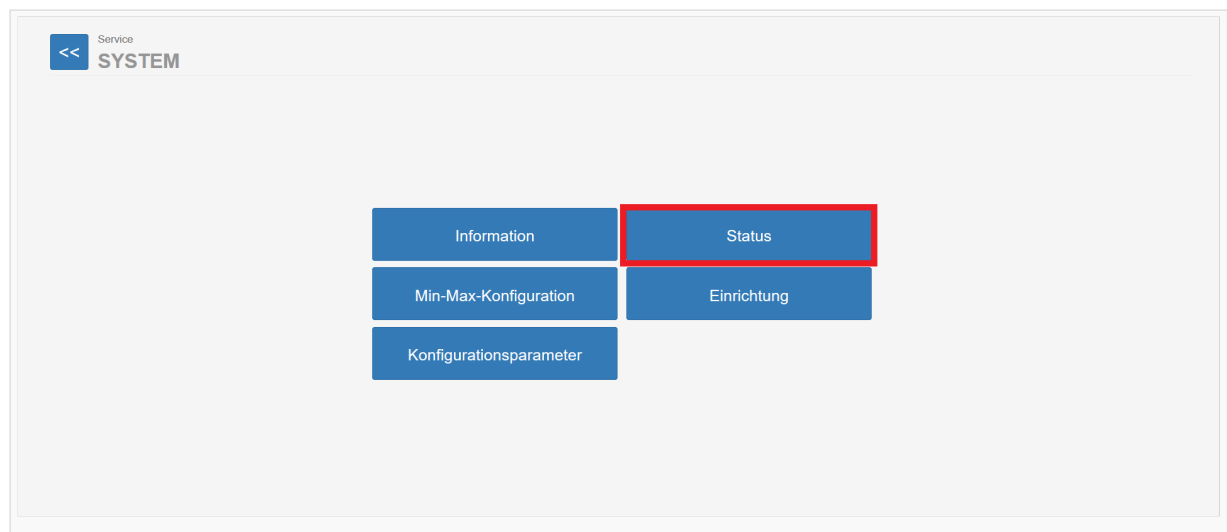 <<
Service
SYSTEM
Information
Status
Min-Max-Konfiguration
Einrichtung
Konfigurationsparameter